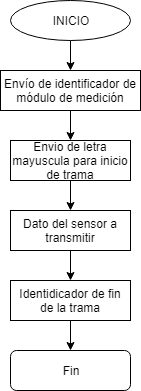 INICIO
Envío de identificador de
módulo de medición
Envio de letra
mayuscula para inicio
de trama
Dato del sensor a
transmitir
Identidicador de fin
de la trama
Fin